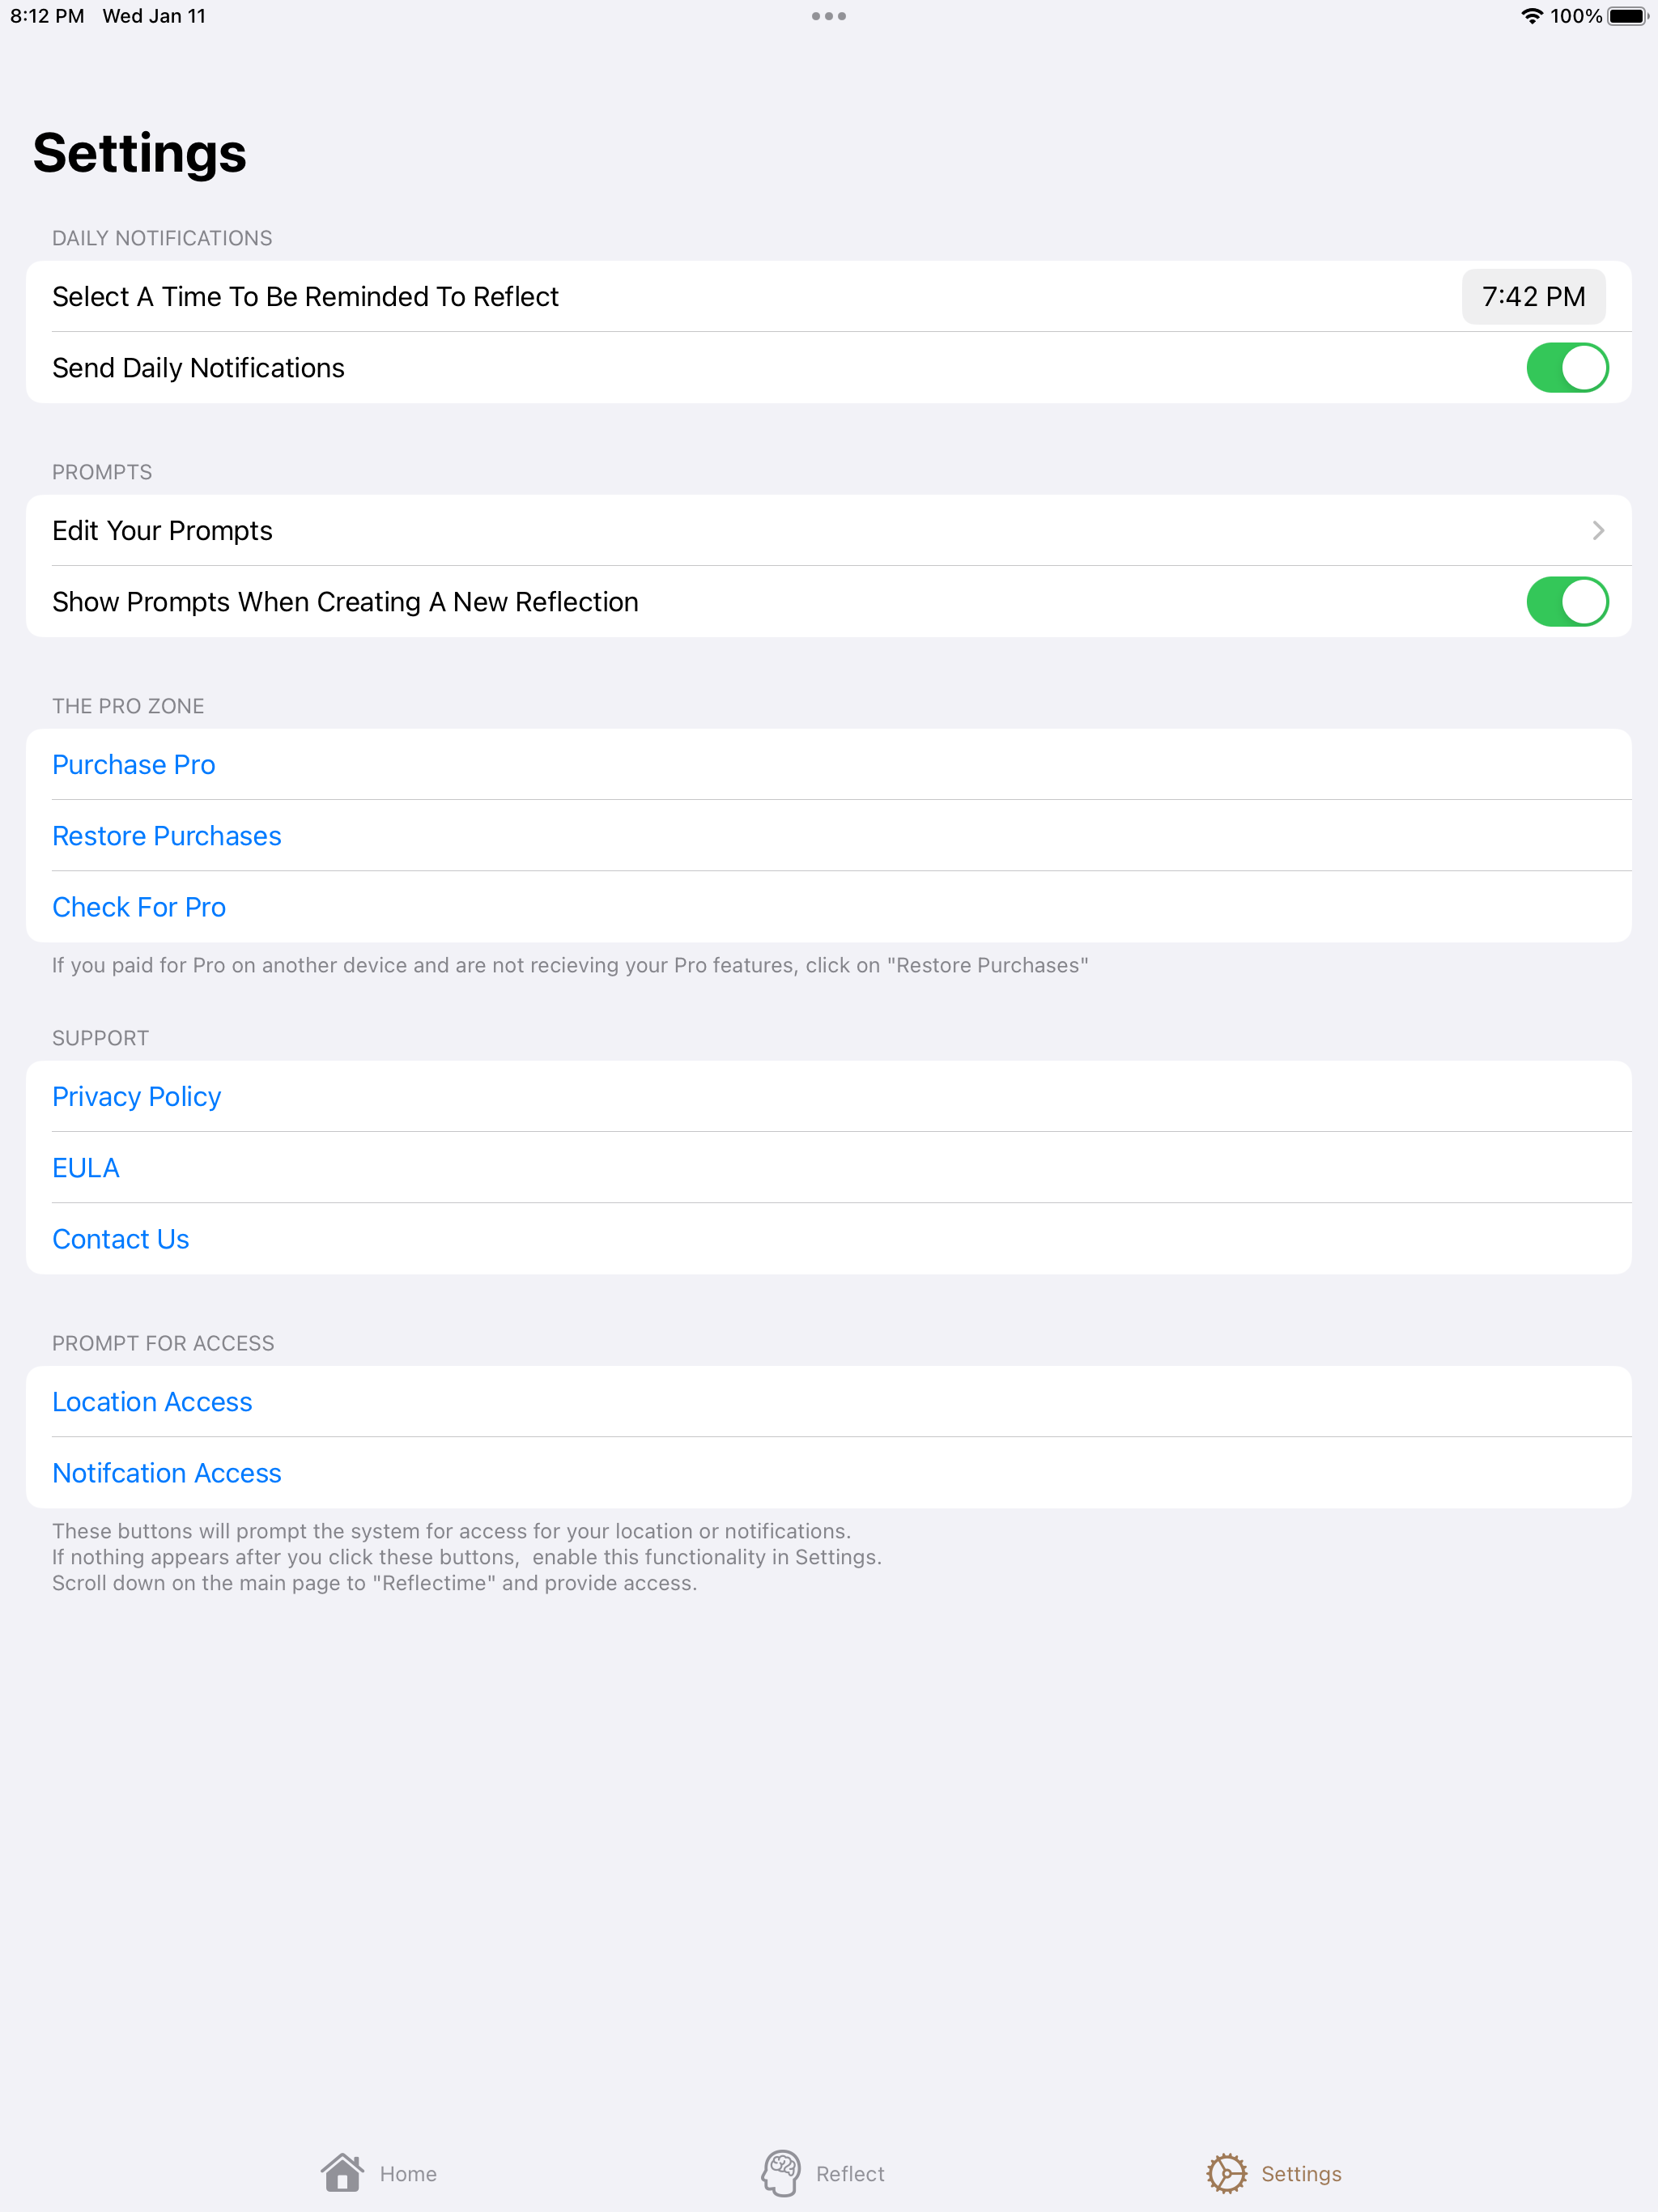 8:12 PM Wed Jan 11 100%
Settings
DAILY NOTIFICATIONS
Select A Time To Be Reminded To Reflect 7:42 PM
Send Daily Notifications
PROMPTS
Edit Your Prompts
Show Prompts When Creating A New Reflection
THE PRO ZONE
Purchase Pro
Restore Purchases
Check For Pro
If you paid for Pro on another device and are not recieving your Pro features, click on "Restore Purchases"
SUPPORT
Privacy Policy
EULA
Contact Us
PROMPT FOR ACCESS
Location Access
Notifcation Access
These buttons will prompt the system for access for your location or notifications.
If nothing appears after you click these buttons,  enable this functionality in Settings.
Scroll down on the main page to "Reflectime" and provide access.
Home Reflect Settings